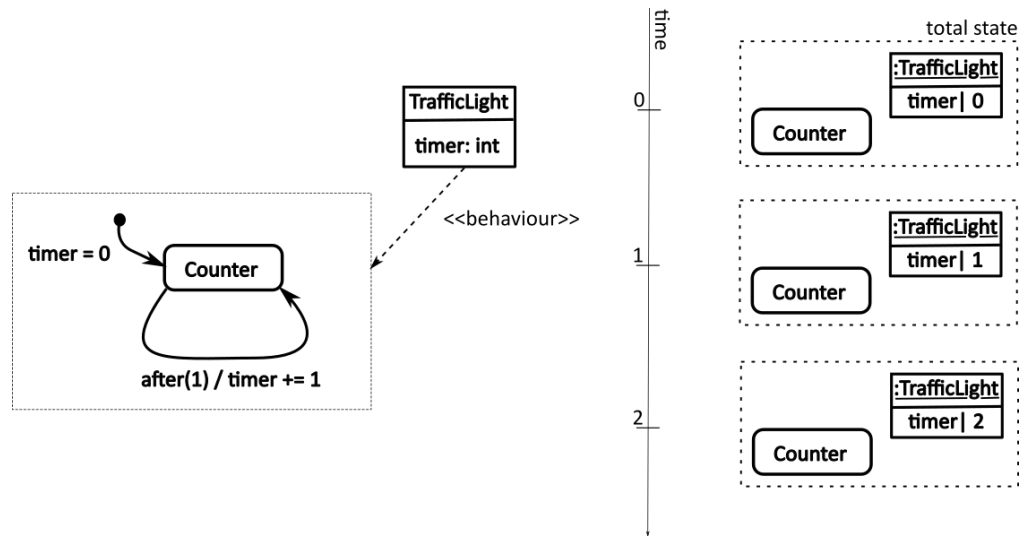 TrafficLight
timer: int
<<behaviour>>
timer = 0
Counter
after(1) / timer += 1
time
0
1
2
total state
:TrafficLight
timer| 0
Counter
:TrafficLight
timer| 1
Counter
:TrafficLight
timer| 2
Counter